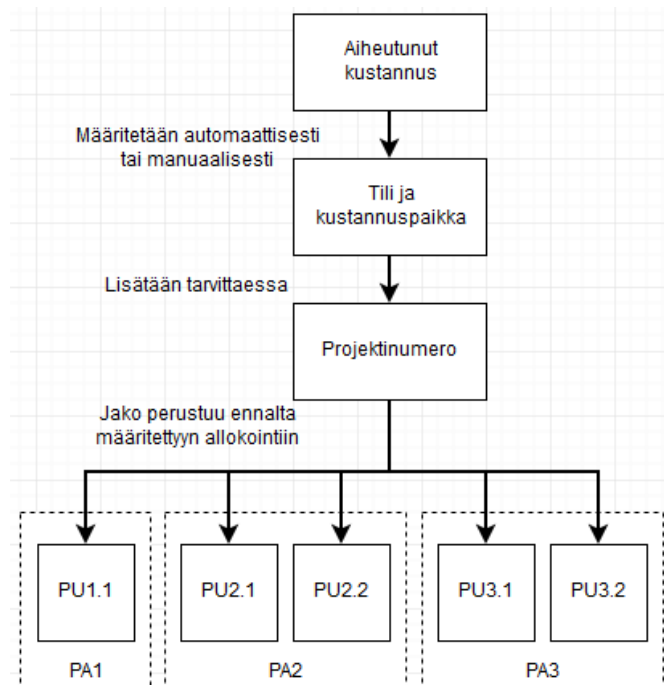 Aiheutunut
kustannus
Määritetään automaattisesti
tai manuaalisesti
Tili ja
kustannuspaikka
Lisätään tarvittaessa
Projektinumero
Jako perustuu ennalta
määritettyyn allokointiin
PU1.1
PU2.1
PU2.2
PU3.1
PU3.2
PA1
PA2
PA3